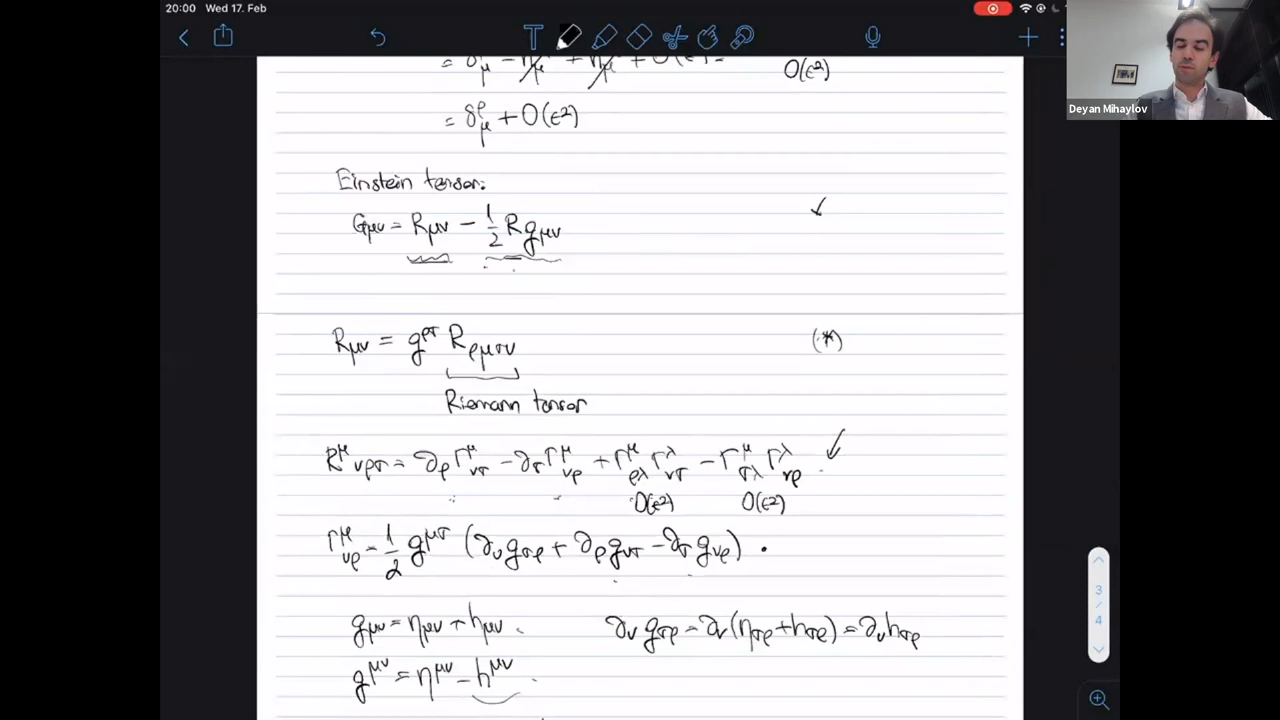 20:00 Wed 17. Feb
Deyan Mihaylov
O(ε²)
= δ^ρ_μ + O(ε²)
Einstein tensor:
G_μν = R_μν − 1/2 R g_μν
R_μν = g^ρσ R_ρμσν (*)
Riemann tensor
R^μ_νρσ = ∂_ρ Γ^μ_νσ − ∂_σ Γ^μ_νρ + Γ^μ_ρλ Γ^λ_νσ − Γ^μ_σλ Γ^λ_νρ
O(ε²) O(ε²)
Γ^μ_νρ = 1/2 g^μσ (∂_ν g_σρ + ∂_ρ g_νσ − ∂_σ g_νρ)
g_μν = η_μν + h_μν ∂_ν g_σρ = ∂_ν (η_σρ + h_σρ) = ∂_ν h_σρ
g^μν = η^μν − h^μν
3 / 4